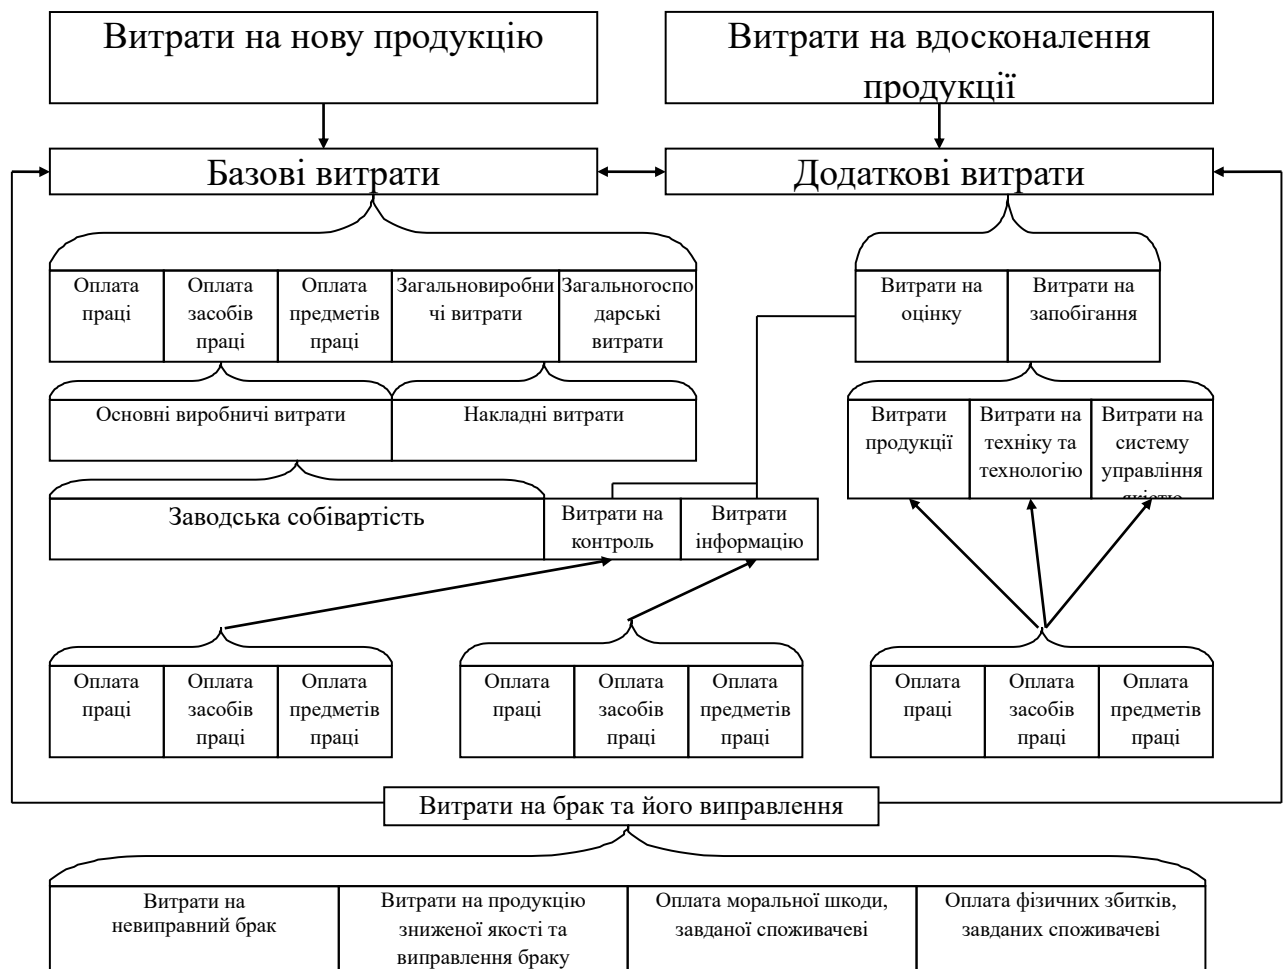 Витрати на нову продукцію
Витрати на вдосконалення
продукції
Базові витрати
Додаткові витрати
Оплата
праці
Оплата
засобів
праці
Оплата
предметів
праці
Загальновиробни
чі витрати
Загальногоспо
дарські
витрати
Витрати на
оцінку
Витрати на
запобігання
Основні виробничі витрати
Накладні витрати
Витрати
продукції
Витрати на
техніку та
технологію
Витрати на
систему
управління
якістю
Заводська собівартість
Витрати на
контроль
Витрати
інформацію
Оплата
праці
Оплата
засобів
праці
Оплата
предметів
праці
Оплата
праці
Оплата
засобів
праці
Оплата
предметів
праці
Оплата
праці
Оплата
засобів
праці
Оплата
предметів
праці
Витрати на брак та його виправлення
Витрати на
невиправний брак
Витрати на продукцію
зниженої якості та
виправлення браку
Оплата моральної шкоди,
завданої споживачеві
Оплата фізичних збитків,
завданих споживачеві